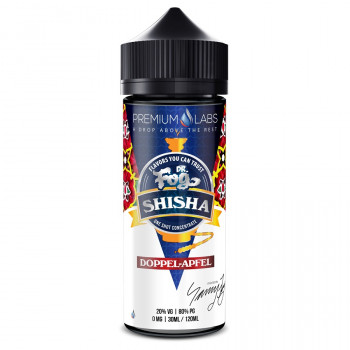 PREMIUM LABS
A DROP ABOVE THE REST
FLAVORS YOU CAN TRUST
DR.
Fog
SHISHA
ONE SHOT CONCENTRATE
DOPPEL-APFEL
20% VG | 80% PG
0 MG | 30ML / 120ML